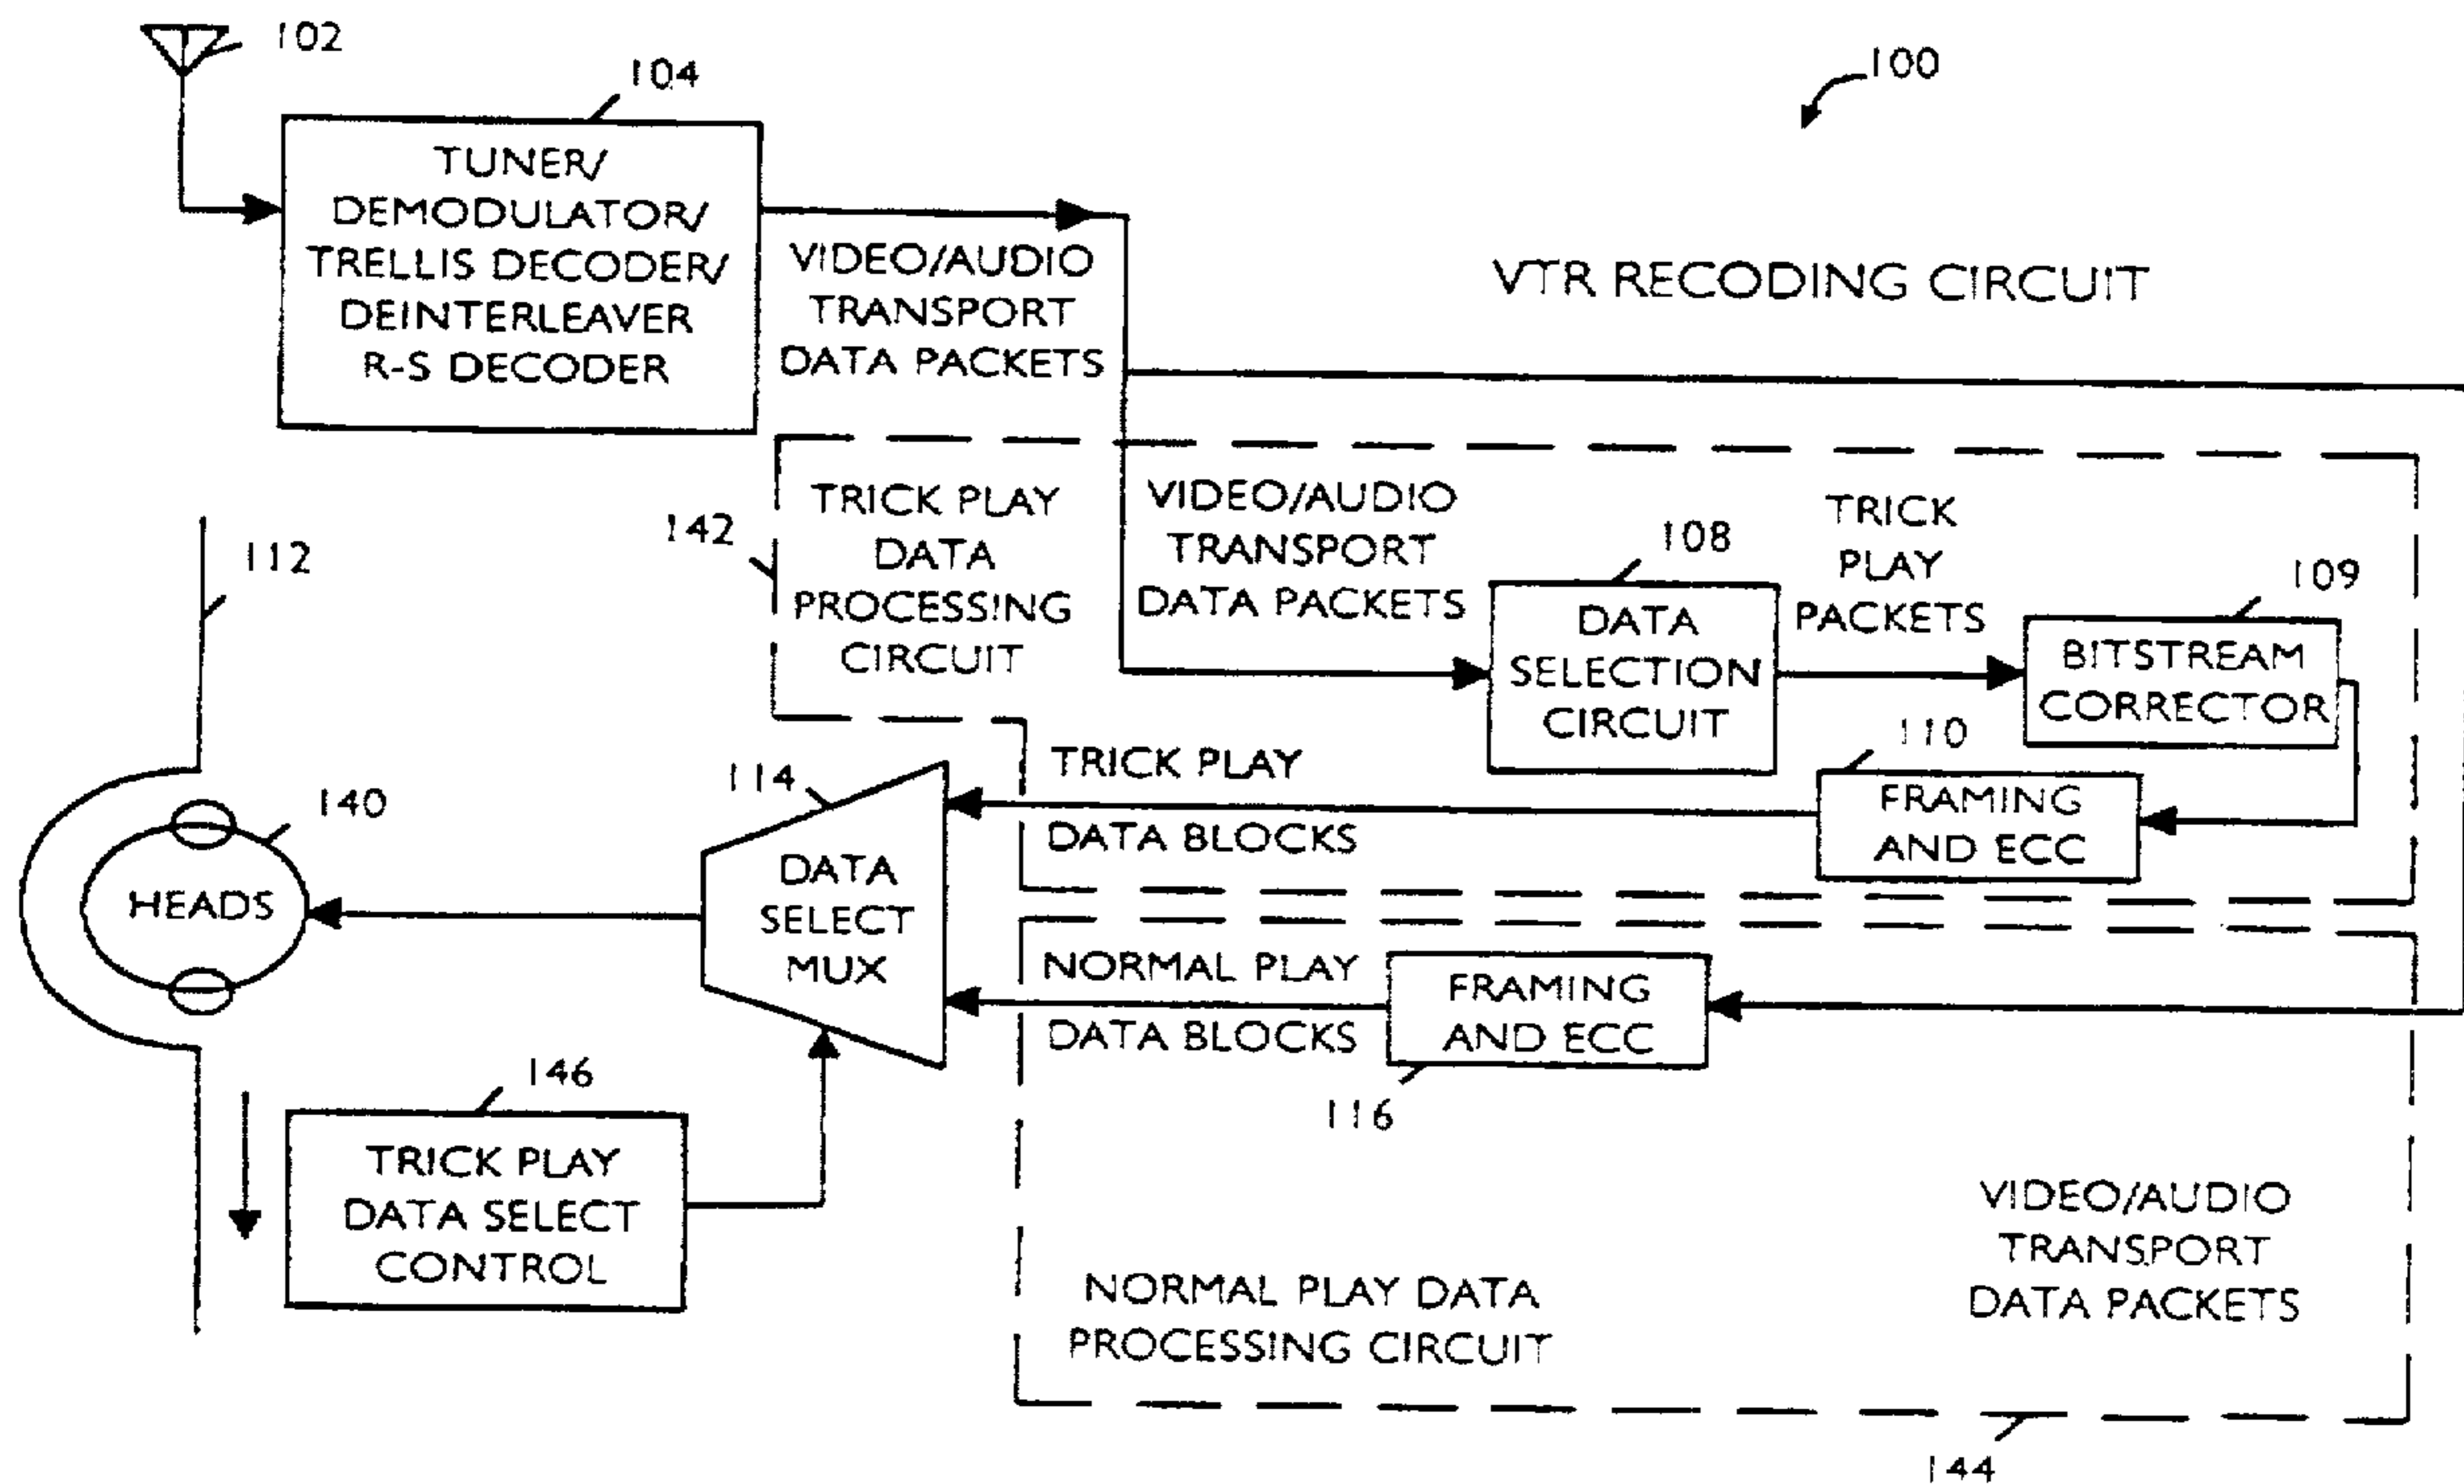 102
104
100
TUNER/
DEMODULATOR/
TRELLIS DECODER/
DEINTERLEAVER
R-S DECODER
VIDEO/AUDIO
TRANSPORT
DATA PACKETS
VTR RECODING CIRCUIT
142
TRICK PLAY
DATA
PROCESSING
CIRCUIT
VIDEO/AUDIO
TRANSPORT
DATA PACKETS
108
DATA
SELECTION
CIRCUIT
TRICK
PLAY
PACKETS
109
BITSTREAM
CORRECTOR
112
114
TRICK PLAY
DATA BLOCKS
110
FRAMING
AND ECC
140
HEADS
DATA
SELECT
MUX
NORMAL PLAY
DATA BLOCKS
FRAMING
AND ECC
116
146
TRICK PLAY
DATA SELECT
CONTROL
NORMAL PLAY DATA
PROCESSING CIRCUIT
VIDEO/AUDIO
TRANSPORT
DATA PACKETS
144